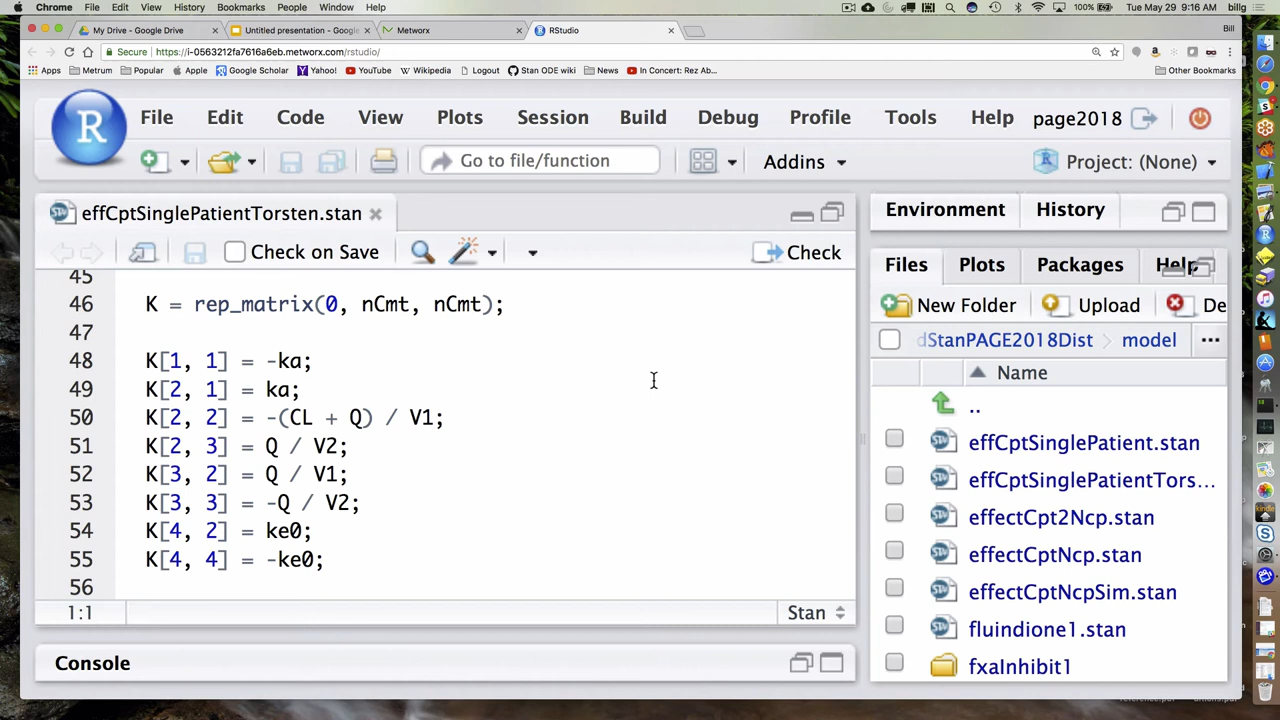 Chrome File Edit View History Bookmarks People Window Help 100% Tue May 29 9:16 AM billg
My Drive - Google Drive × Untitled presentation - Google × Metworx × RStudio × Bill
Secure https://i-0563212fa7616a6eb.metworx.com/rstudio/
Apps Metrum Popular Apple Google Scholar Yahoo! YouTube Wikipedia Logout Stan ODE wiki News In Concert: Rez Ab... Other Bookmarks
R File Edit Code View Plots Session Build Debug Profile Tools Help page2018
Go to file/function Addins Project: (None)
effCptSinglePatientTorsten.stan
Check on Save Check
45
46 K = rep_matrix(0, nCmt, nCmt);
47
48 K[1, 1] = -ka;
49 K[2, 1] = ka;
50 K[2, 2] = -(CL + Q) / V1;
51 K[2, 3] = Q / V2;
52 K[3, 2] = Q / V1;
53 K[3, 3] = -Q / V2;
54 K[4, 2] = ke0;
55 K[4, 4] = -ke0;
56
1:1 Stan
Console
Environment History
Files Plots Packages Help
New Folder Upload De
dStanPAGE2018Dist model ...
Name
..
effCptSinglePatient.stan
effCptSinglePatientTors...
effectCpt2Ncp.stan
effectCptNcp.stan
effectCptNcpSim.stan
fluindione1.stan
fxaInhibit1